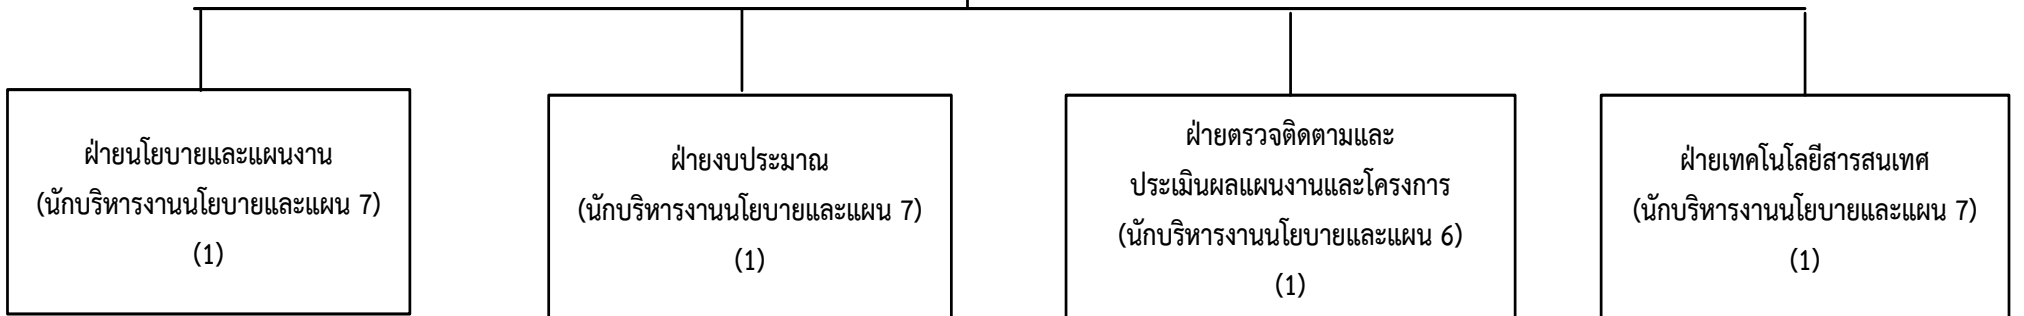 ฝ่ายนโยบายและแผนงาน
(นักบริหารงานนโยบายและแผน 7)
(1)
ฝ่ายงบประมาณ
(นักบริหารงานนโยบายและแผน 7)
(1)
ฝ่ายตรวจติดตามและ
ประเมินผลแผนงานและโครงการ
(นักบริหารงานนโยบายและแผน 6)
(1)
ฝ่ายเทคโนโลยีสารสนเทศ
(นักบริหารงานนโยบายและแผน 7)
(1)